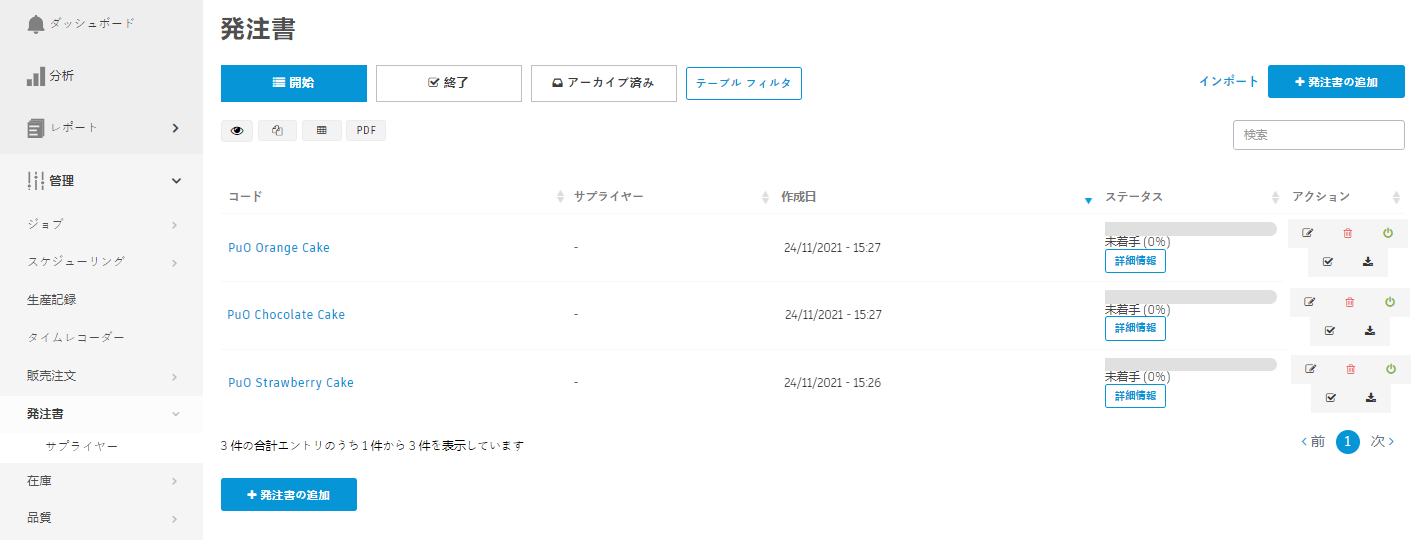 ダッシュボード
分析
レポート
管理
ジョブ
スケジューリング
生産記録
タイムレコーダー
販売注文
発注書
サプライヤー
在庫
品質
発注書
開始 終了 アーカイブ済み テーブル フィルタ インポート 発注書の追加
PDF 検索
コード サプライヤー 作成日 ステータス アクション
PuO Orange Cake - 24/11/2021 - 15:27 未着手 (0%)
詳細情報
PuO Chocolate Cake - 24/11/2021 - 15:27 未着手 (0%)
詳細情報
PuO Strawberry Cake - 24/11/2021 - 15:26 未着手 (0%)
詳細情報
3 件の合計エントリのうち 1 件から 3 件を表示しています 前 1 次
発注書の追加